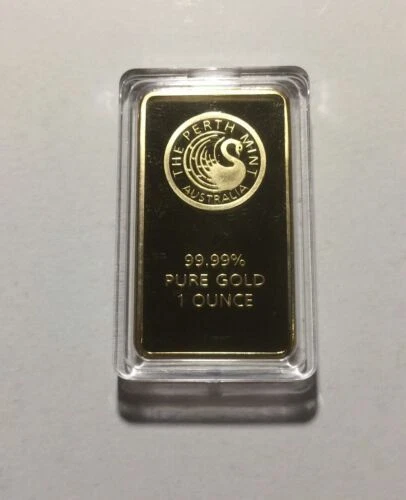 THE PERTH MINT
AUSTRALIA
99.99%
PURE GOLD
1 OUNCE